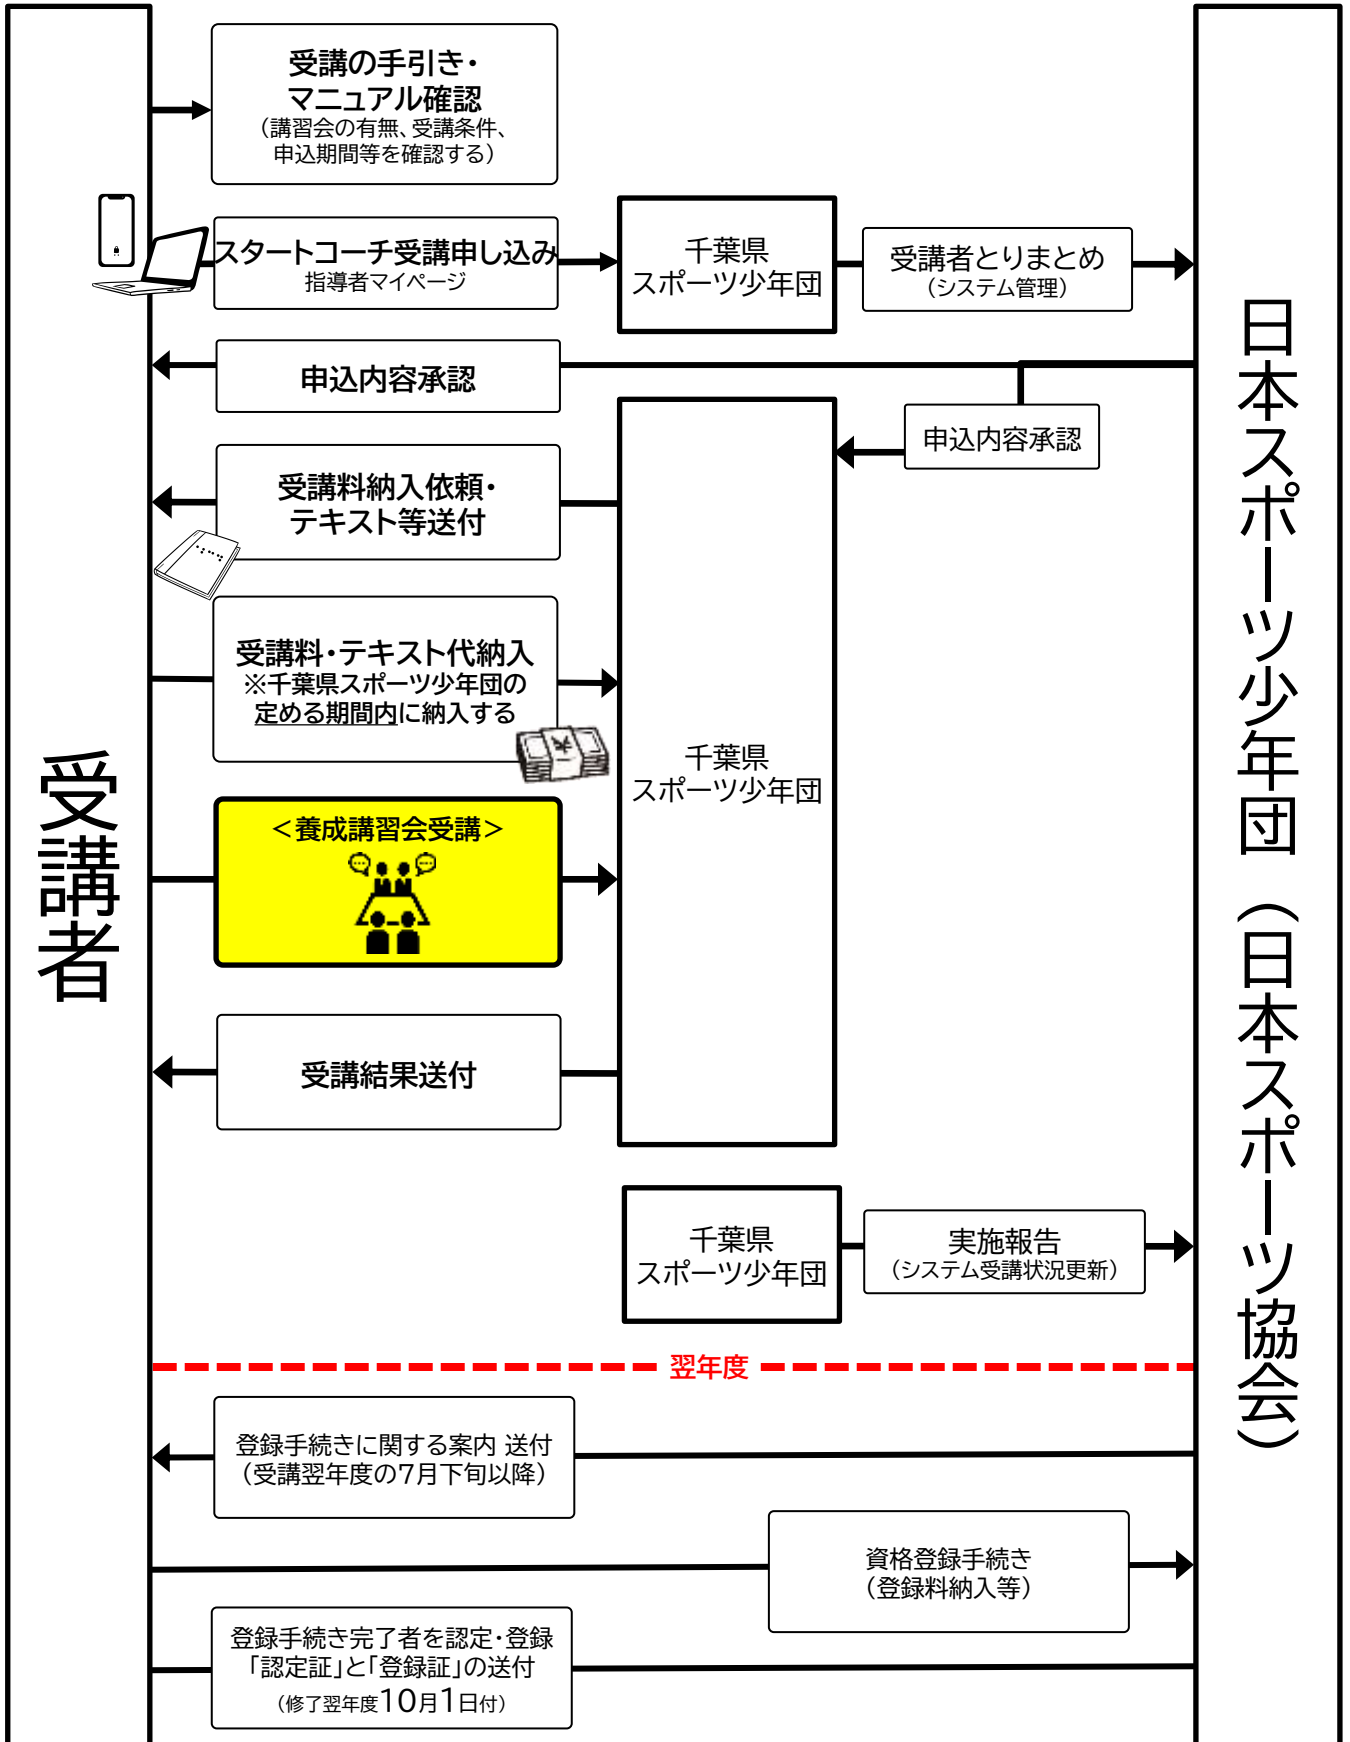 受講の手引き・
マニュアル確認
（講習会の有無、受講条件、
申込期間等を確認する）
スタートコーチ受講申し込み
指導者マイページ
千葉県
スポーツ少年団
受講者とりまとめ
（システム管理）
申込内容承認
申込内容承認
受講料納入依頼・
テキスト等送付
受講料・テキスト代納入
※千葉県スポーツ少年団の
定める期間内に納入する
¥
千葉県
スポーツ少年団
＜養成講習会受講＞
受講結果送付
千葉県
スポーツ少年団
実施報告
（システム受講状況更新）
翌年度
登録手続きに関する案内 送付
（受講翌年度の7月下旬以降）
資格登録手続き
（登録料納入等）
登録手続き完了者を認定・登録
「認定証」と「登録証」の送付
（修了翌年度10月1日付）
受講者
日本スポーツ少年団（日本スポーツ協会）